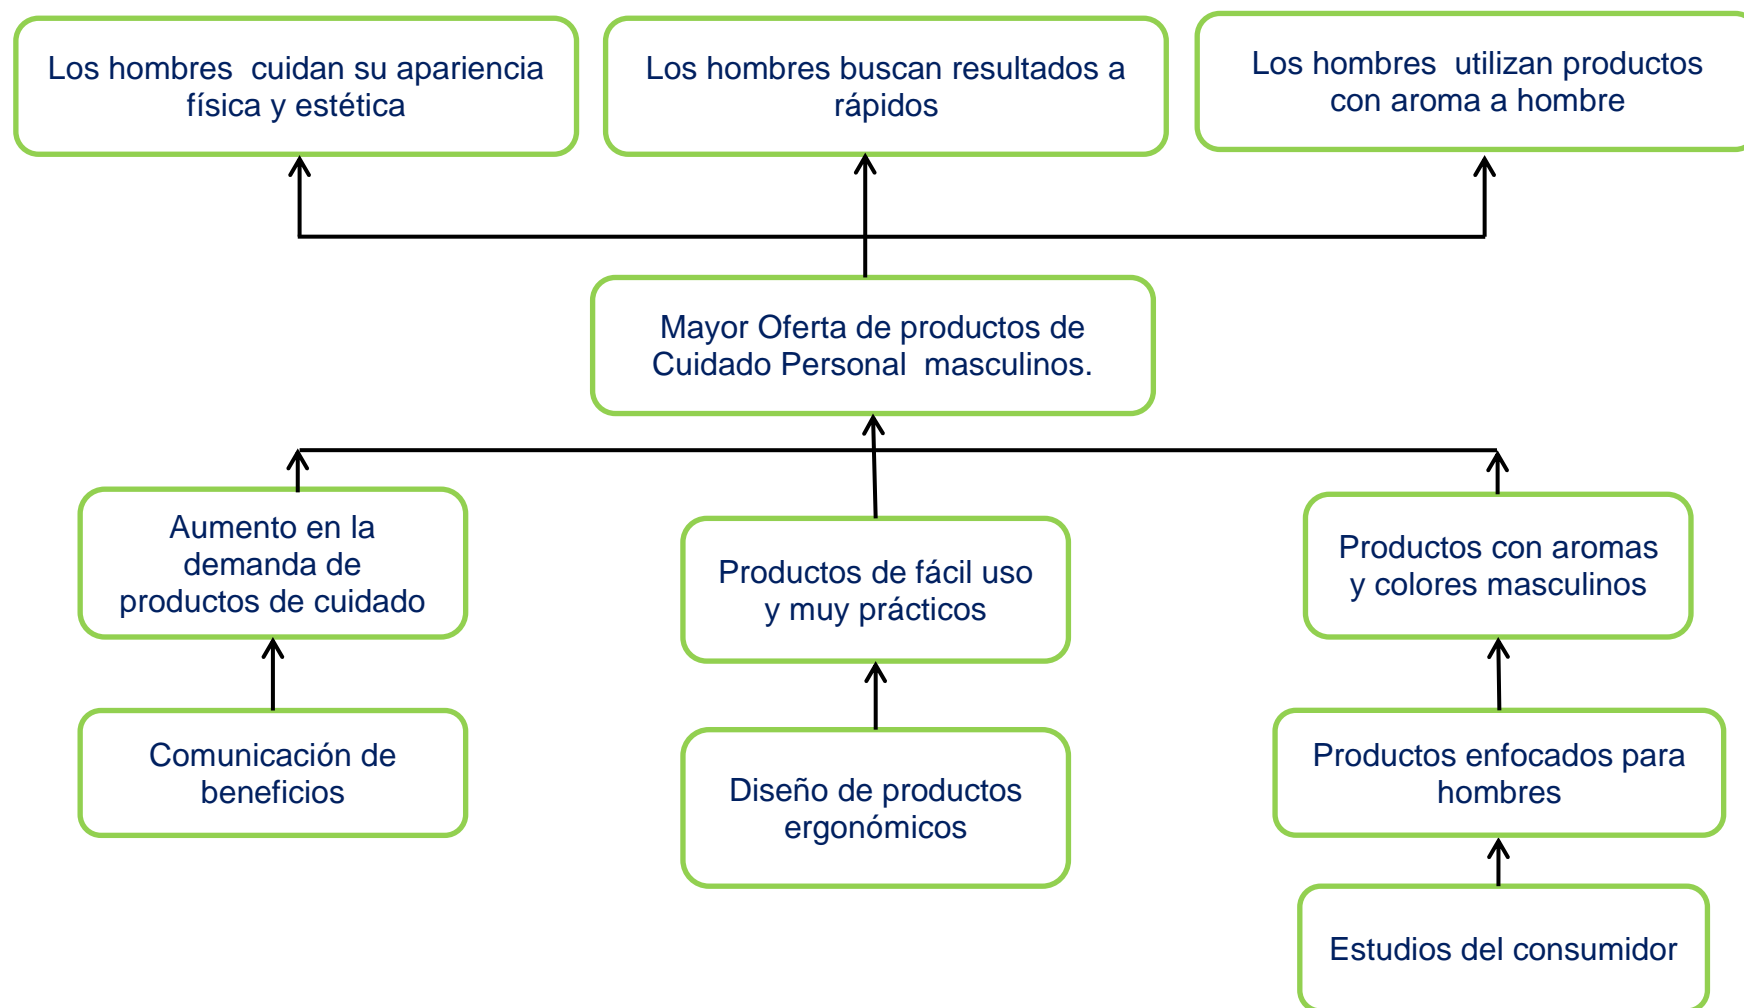 Los hombres  cuidan su apariencia
física y estética
Los hombres buscan resultados a
rápidos
Los hombres  utilizan productos
con aroma a hombre
Mayor Oferta de productos de
Cuidado Personal  masculinos.
Aumento en la
demanda de
productos de cuidado
Productos de fácil uso
y muy prácticos
Productos con aromas
y colores masculinos
Comunicación de
beneficios
Diseño de productos
ergonómicos
Productos enfocados para
hombres
Estudios del consumidor